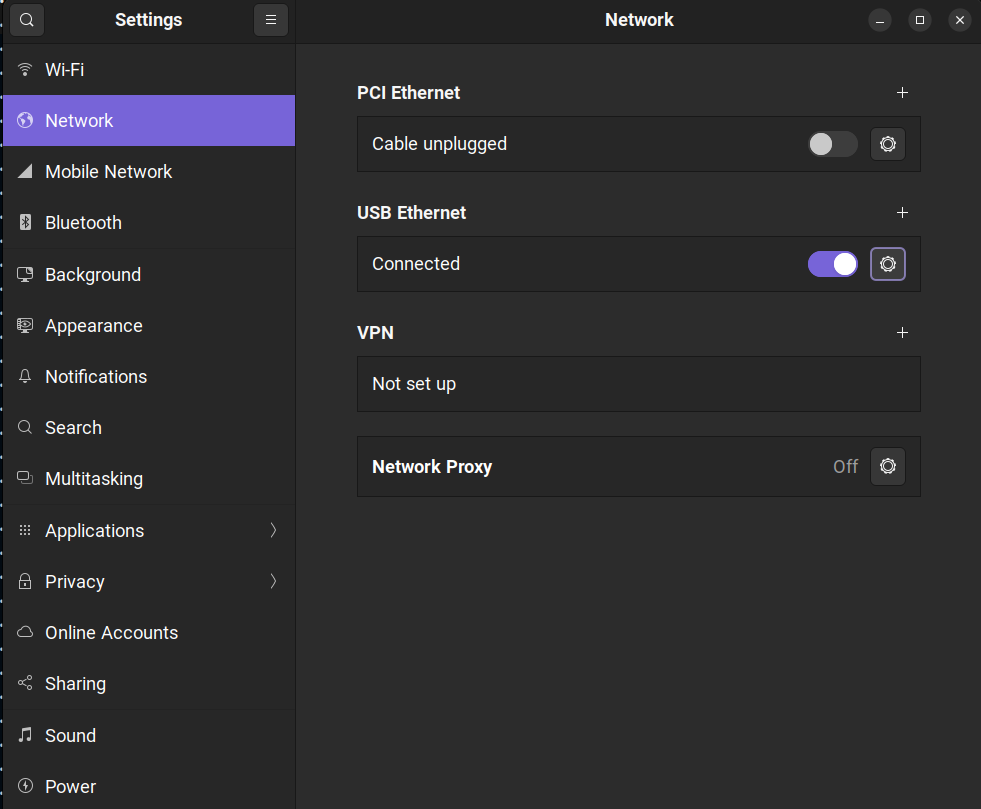 Settings
Wi-Fi
Network
Mobile Network
Bluetooth
Background
Appearance
Notifications
Search
Multitasking
Applications
Privacy
Online Accounts
Sharing
Sound
Power
Network
PCI Ethernet
Cable unplugged
USB Ethernet
Connected
VPN
Not set up
Network Proxy Off